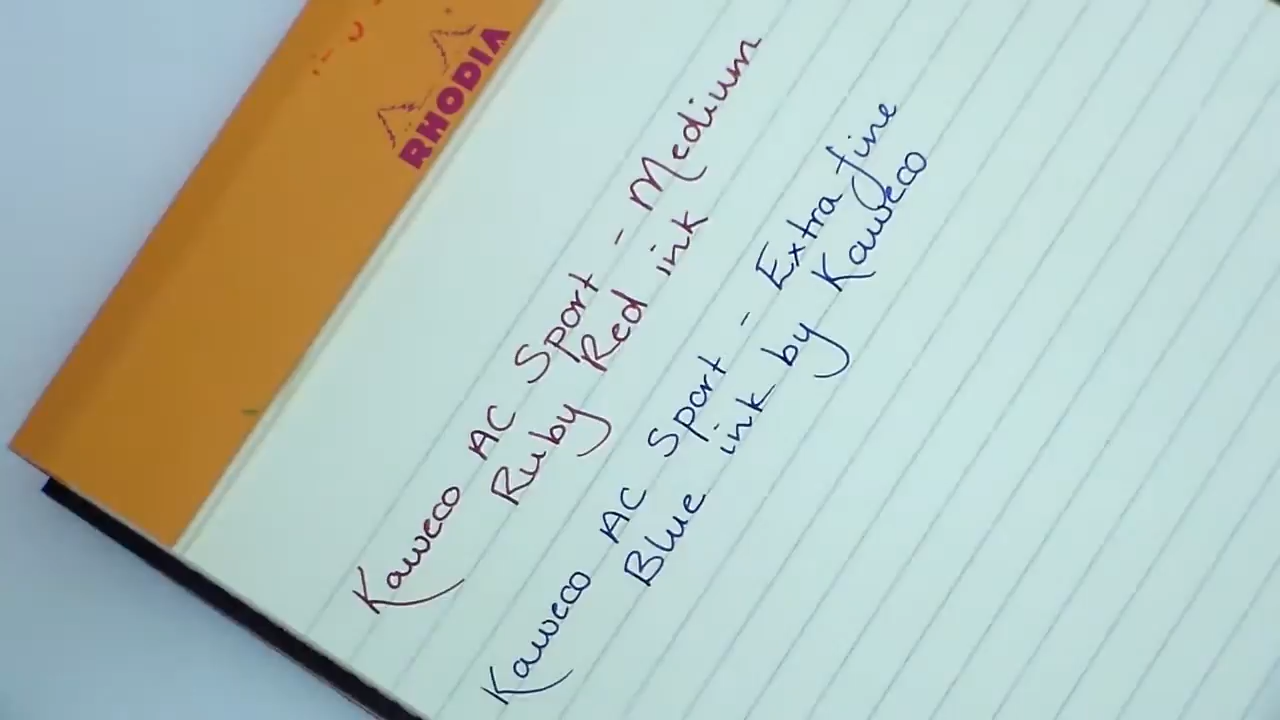 RHODIA
Kaweco AC Sport - Medium
Ruby Red ink
Kaweco AC Sport - Extra fine
Blue ink by Kaweco